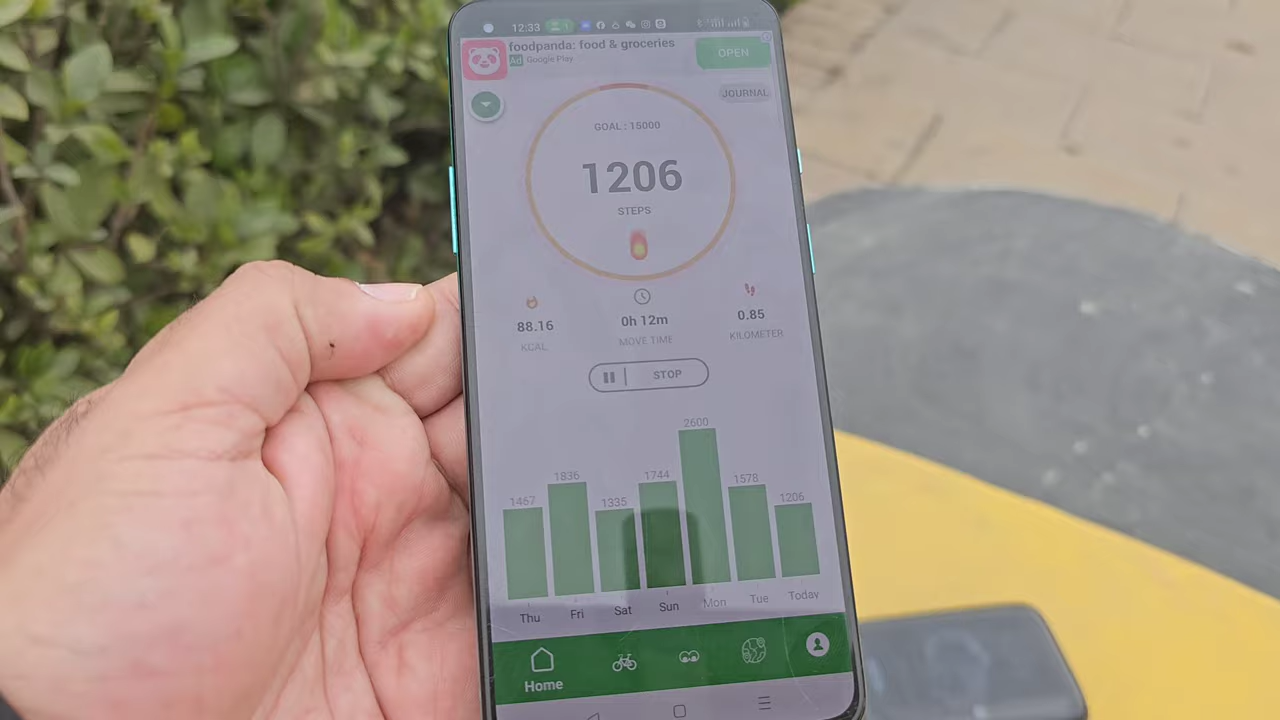 12:33
1
foodpanda: food & groceries
Ad Google Play
OPEN
JOURNAL
GOAL : 15000
1206
STEPS
88.16
KCAL
0h 12m
MOVE TIME
0.85
KILOMETER
STOP
2600
1836
1744
1578
1467
1335
1206
Thu Fri Sat Sun Mon Tue Today
Home